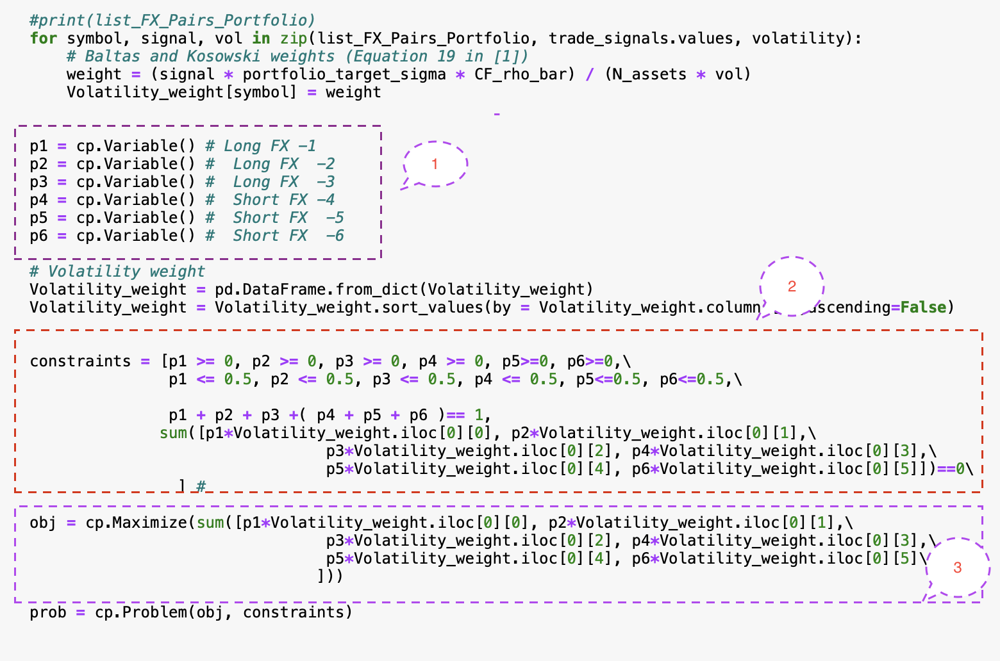 #print(list_FX_Pairs_Portfolio)
for symbol, signal, vol in zip(list_FX_Pairs_Portfolio, trade_signals.values, volatility):
    # Baltas and Kosowski weights (Equation 19 in [1])
    weight = (signal * portfolio_target_sigma * CF_rho_bar) / (N_assets * vol)
    Volatility_weight[symbol] = weight
p1 = cp.Variable() # Long FX -1
1
p2 = cp.Variable() #  Long FX  -2
p3 = cp.Variable() #  Long FX  -3
p4 = cp.Variable() #  Short FX -4
p5 = cp.Variable() #  Short FX  -5
p6 = cp.Variable() #  Short FX  -6
# Volatility weight
2
Volatility_weight = pd.DataFrame.from_dict(Volatility_weight)
Volatility_weight = Volatility_weight.sort_values(by = Volatility_weight.column ascending=False)
constraints = [p1 >= 0, p2 >= 0, p3 >= 0, p4 >= 0, p5>=0, p6>=0,\
               p1 <= 0.5, p2 <= 0.5, p3 <= 0.5, p4 <= 0.5, p5<=0.5, p6<=0.5,\
               p1 + p2 + p3 +( p4 + p5 + p6 )== 1,
              sum([p1*Volatility_weight.iloc[0][0], p2*Volatility_weight.iloc[0][1],\
                                p3*Volatility_weight.iloc[0][2], p4*Volatility_weight.iloc[0][3],\
                                p5*Volatility_weight.iloc[0][4], p6*Volatility_weight.iloc[0][5]])==0\
                ] #
obj = cp.Maximize(sum([p1*Volatility_weight.iloc[0][0], p2*Volatility_weight.iloc[0][1],\
                                p3*Volatility_weight.iloc[0][2], p4*Volatility_weight.iloc[0][3],\
                                p5*Volatility_weight.iloc[0][4], p6*Volatility_weight.iloc[0][5]\
3
                               ]))
prob = cp.Problem(obj, constraints)